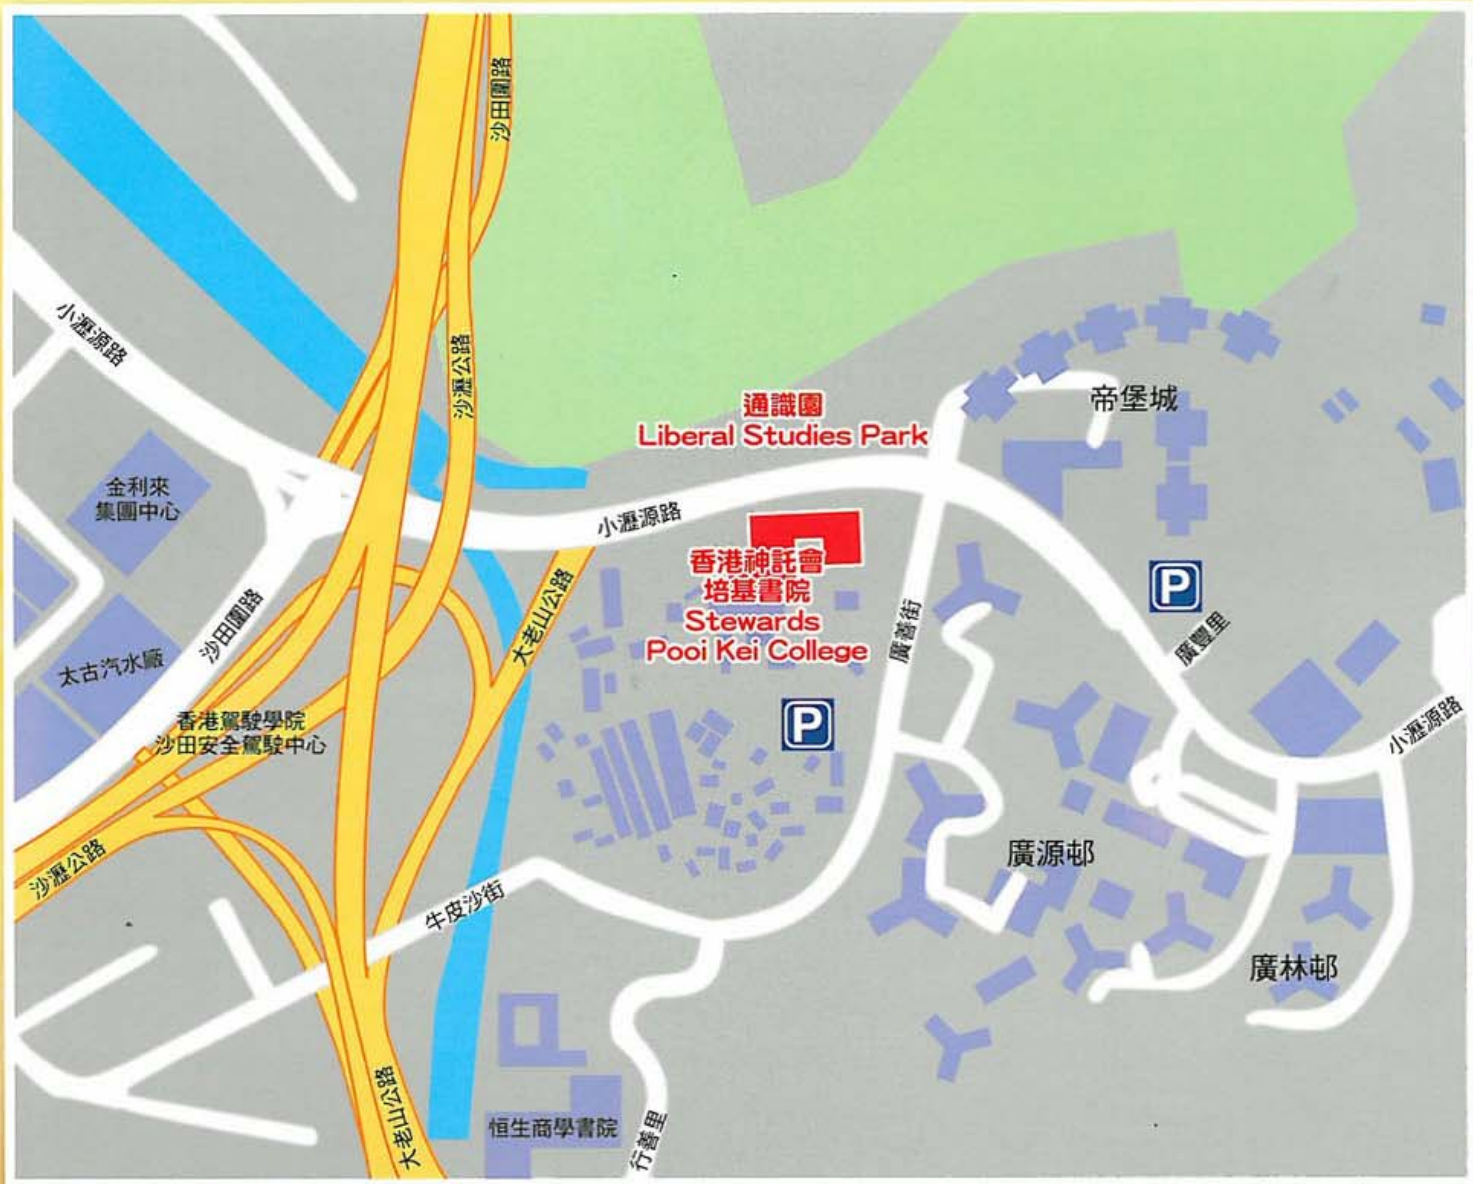 沙田圍路
小瀝源路
沙瀝公路
通識園
Liberal Studies Park
帝堡城
金利來
集團中心
小瀝源路
香港神託會
培基書院
Stewards
Pooi Kei College
P
沙田圍路
大老山公路
廣善街
廣豐里
太古汽水廠
香港駕駛學院
沙田安全駕駛中心
P
小瀝源路
沙瀝公路
牛皮沙街
廣源邨
廣林邨
大老山公路
恒生商學書院
行善里